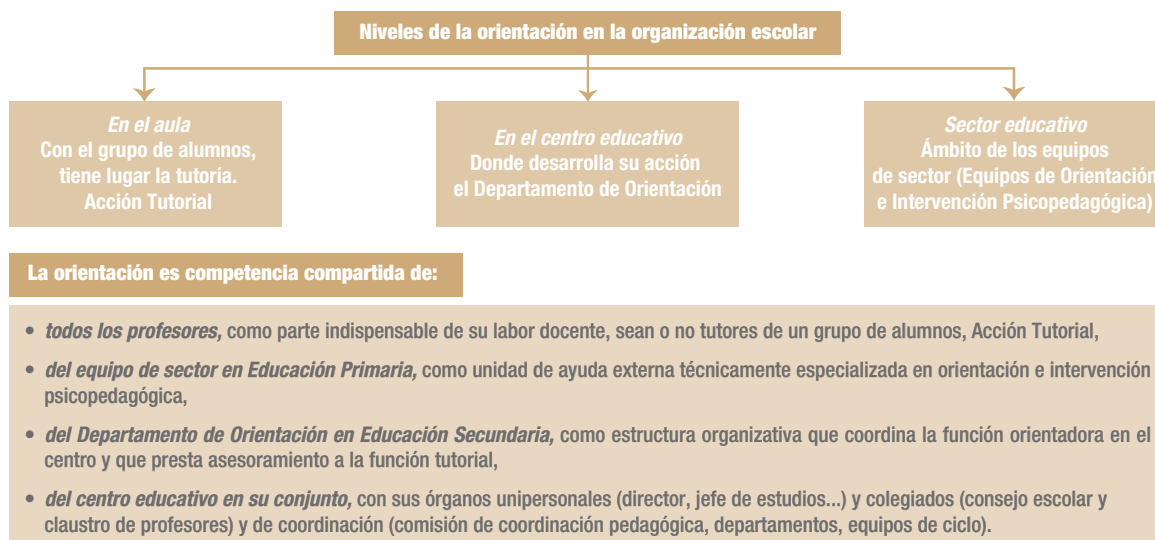 Niveles de la orientación en la organización escolar
En el aula
Con el grupo de alumnos,
tiene lugar la tutoría.
Acción Tutorial
En el centro educativo
Donde desarrolla su acción
el Departamento de Orientación
Sector educativo
Ámbito de los equipos
de sector (Equipos de Orientación
e Intervención Psicopedagógica)
La orientación es competencia compartida de:
• todos los profesores, como parte indispensable de su labor docente, sean o no tutores de un grupo de alumnos, Acción Tutorial,
• del equipo de sector en Educación Primaria, como unidad de ayuda externa técnicamente especializada en orientación e intervención
psicopedagógica,
• del Departamento de Orientación en Educación Secundaria, como estructura organizativa que coordina la función orientadora en el
centro y que presta asesoramiento a la función tutorial,
• del centro educativo en su conjunto, con sus órganos unipersonales (director, jefe de estudios...) y colegiados (consejo escolar y
claustro de profesores) y de coordinación (comisión de coordinación pedagógica, departamentos, equipos de ciclo).